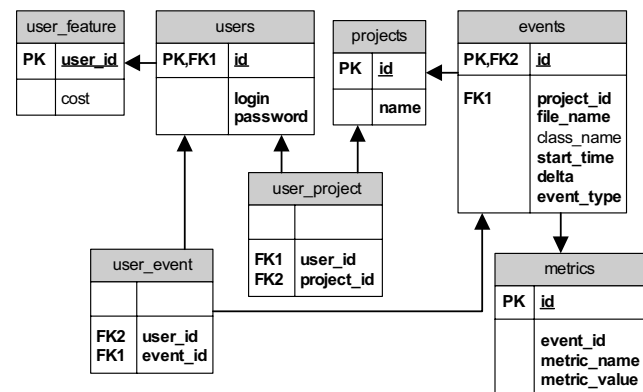 user_feature
PK user_id
cost
users
PK,FK1 id
login
password
projects
PK id
name
events
PK,FK2 id
FK1 project_id
file_name
class_name
start_time
delta
event_type
user_project
FK1 user_id
FK2 project_id
user_event
FK2 user_id
FK1 event_id
metrics
PK id
event_id
metric_name
metric_value